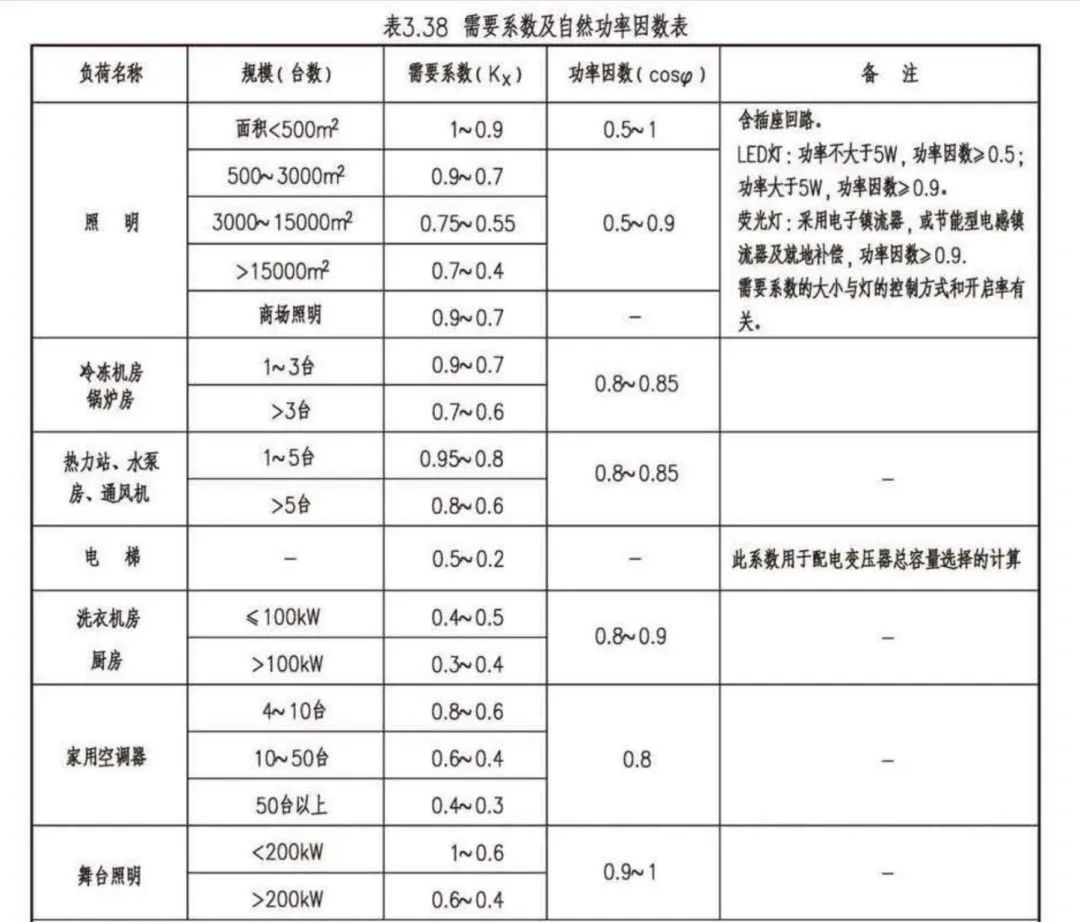 表3.38 需要系数及自然功率因数表
负荷名称 规模(台数) 需要系数(Kx) 功率因数(cosφ) 备 注
照 明
面积<500m² 1~0.9 0.5~1
500~3000m² 0.9~0.7
3000~15000m² 0.75~0.55 0.5~0.9
>15000m² 0.7~0.4
商场照明 0.9~0.7 —
含插座回路。
LED灯:功率不大于5W,功率因数≥0.5;
功率大于5W,功率因数≥0.9。
荧光灯:采用电子镇流器,或节能型电感镇
流器及就地补偿,功率因数≥0.9.
需要系数的大小与灯的控制方式和开启率有
关。
冷冻机房
锅炉房
1~3台 0.9~0.7 0.8~0.85
>3台 0.7~0.6
热力站、水泵
房、通风机
1~5台 0.95~0.8 0.8~0.85 —
>5台 0.8~0.6
电 梯 — 0.5~0.2 — 此系数用于配电变压器总容量选择的计算
洗衣机房
厨房
≤100kW 0.4~0.5 0.8~0.9 —
>100kW 0.3~0.4
家用空调器
4~10台 0.8~0.6
10~50台 0.6~0.4 0.8 —
50台以上 0.4~0.3
舞台照明
<200kW 1~0.6 0.9~1 —
>200kW 0.6~0.4